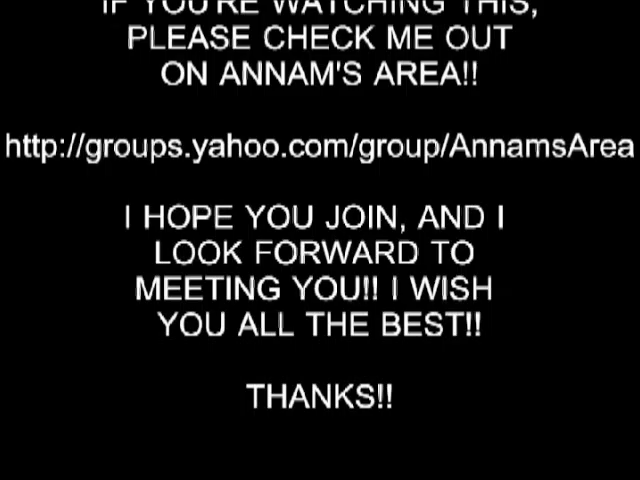 IF YOU'RE WATCHING THIS,
PLEASE CHECK ME OUT
ON ANNAM'S AREA!!
http://groups.yahoo.com/group/AnnamsArea
I HOPE YOU JOIN, AND I
LOOK FORWARD TO
MEETING YOU!! I WISH
YOU ALL THE BEST!!
THANKS!!